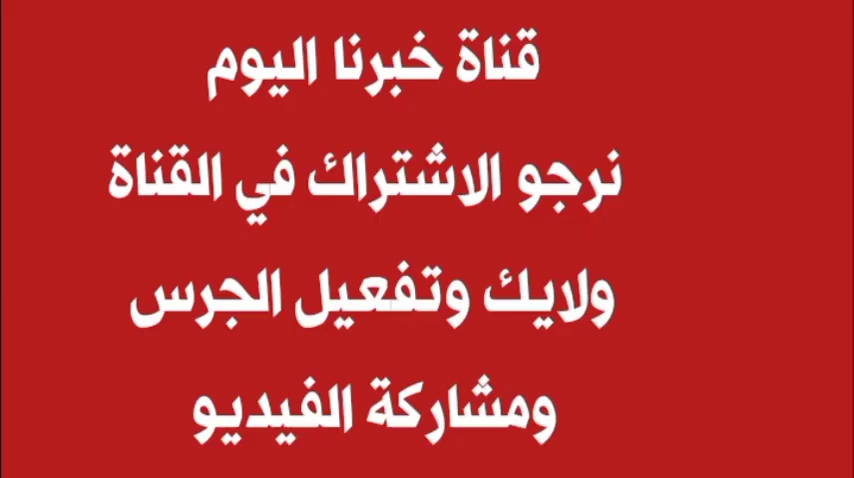 قناة خبرنا اليوم
نرجو الاشتراك في القناة
ولايك وتفعيل الجرس
ومشاركة الفيديو